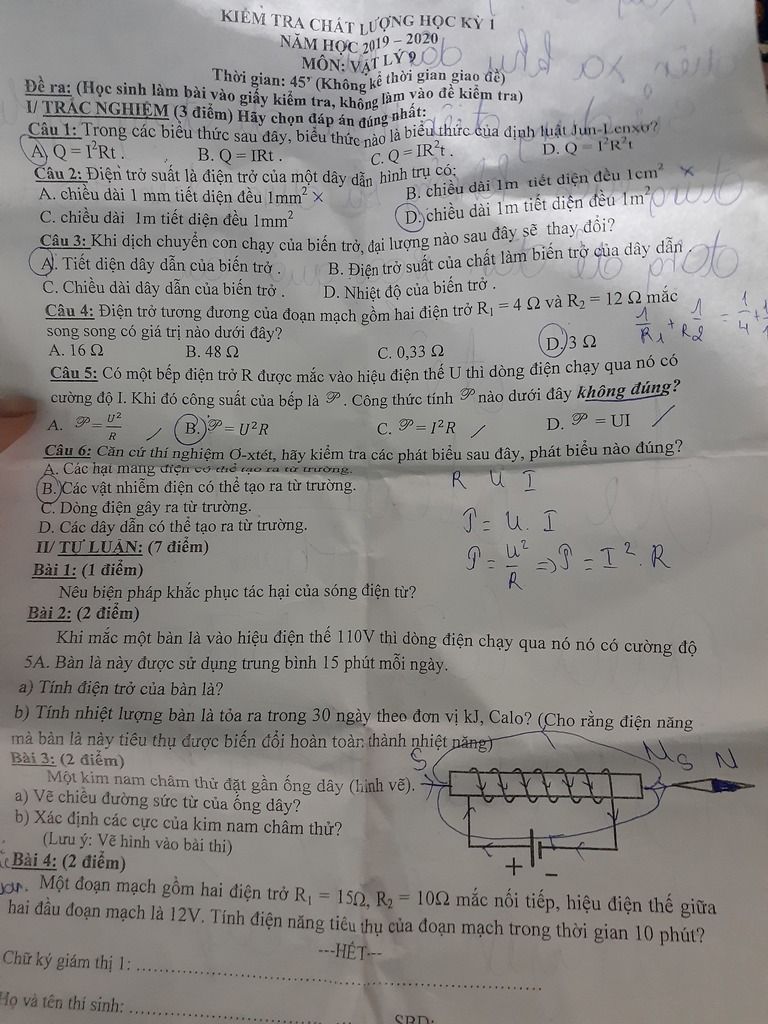 KIỂM TRA CHẤT LƯỢNG HỌC KỲ 1
NĂM HỌC 2019 – 2020
MÔN: VẬT LÝ 9
Thời gian: 45’ (Không kể thời gian giao đề)
Đề ra: (Học sinh làm bài vào giấy kiểm tra, không làm vào đề kiểm tra)
I/ TRẮC NGHIỆM (3 điểm) Hãy chọn đáp án đúng nhất:
Câu 1: Trong các biểu thức sau đây, biểu thức nào là biểu thức của định luật Jun-Lenxơ?
A. Q = I²Rt . B. Q = IRt . C. Q = IR²t . D. Q = I²R²t
Câu 2: Điện trở suất là điện trở của một dây dẫn hình trụ có:
A. chiều dài 1 mm tiết diện đều 1mm² x B. chiều dài 1m tiết diện đều 1cm² x
C. chiều dài 1m tiết diện đều 1mm² D. chiều dài 1m tiết diện đều 1m²
Câu 3: Khi dịch chuyển con chạy của biến trở, đại lượng nào sau đây sẽ thay đổi?
A. Tiết diện dây dẫn của biến trở . B. Điện trở suất của chất làm biến trở của dây dẫn .
C. Chiều dài dây dẫn của biến trở . D. Nhiệt độ của biến trở .
Câu 4: Điện trở tương đương của đoạn mạch gồm hai điện trở R₁ = 4 Ω và R₂ = 12 Ω mắc
song song có giá trị nào dưới đây? 1/R₁ + 1/R₂ = 1/4 +
A. 16 Ω B. 48 Ω C. 0,33 Ω D. 3 Ω
Câu 5: Có một bếp điện trở R được mắc vào hiệu điện thế U thì dòng điện chạy qua nó có
cường độ I. Khi đó công suất của bếp là 𝒫. Công thức tính 𝒫 nào dưới đây không đúng?
A. 𝒫 = U²/R B. 𝒫 = U²R C. 𝒫 = I²R D. 𝒫 = UI
Câu 6: Căn cứ thí nghiệm Ơ-xtét, hãy kiểm tra các phát biểu sau đây, phát biểu nào đúng?
A. Các hạt mang điện có thể tạo ra từ trường.
B. Các vật nhiễm điện có thể tạo ra từ trường.
R U I
C. Dòng điện gây ra từ trường.
D. Các dây dẫn có thể tạo ra từ trường.
P = U. I
II/ TỰ LUẬN: (7 điểm)
P = U²/R => P = I². R
Bài 1: (1 điểm)
Nêu biện pháp khắc phục tác hại của sóng điện từ?
Bài 2: (2 điểm)
Khi mắc một bàn là vào hiệu điện thế 110V thì dòng điện chạy qua nó nó có cường độ
5A. Bàn là này được sử dụng trung bình 15 phút mỗi ngày.
a) Tính điện trở của bàn là?
b) Tính nhiệt lượng bàn là tỏa ra trong 30 ngày theo đơn vị kJ, Calo? (Cho rằng điện năng
mà bàn là này tiêu thụ được biến đổi hoàn toàn thành nhiệt năng)
S N S N
Bài 3: (2 điểm)
Một kim nam châm thử đặt gần ống dây (hình vẽ).
a) Vẽ chiều đường sức từ của ống dây?
b) Xác định các cực của kim nam châm thử?
(Lưu ý: Vẽ hình vào bài thi)
+ -
Bài 4: (2 điểm)
Một đoạn mạch gồm hai điện trở R₁ = 15Ω, R₂ = 10Ω mắc nối tiếp, hiệu điện thế giữa
hai đầu đoạn mạch là 12V. Tính điện năng tiêu thụ của đoạn mạch trong thời gian 10 phút?
---HẾT---
Chữ ký giám thị 1:
Họ và tên thí sinh: SBD: